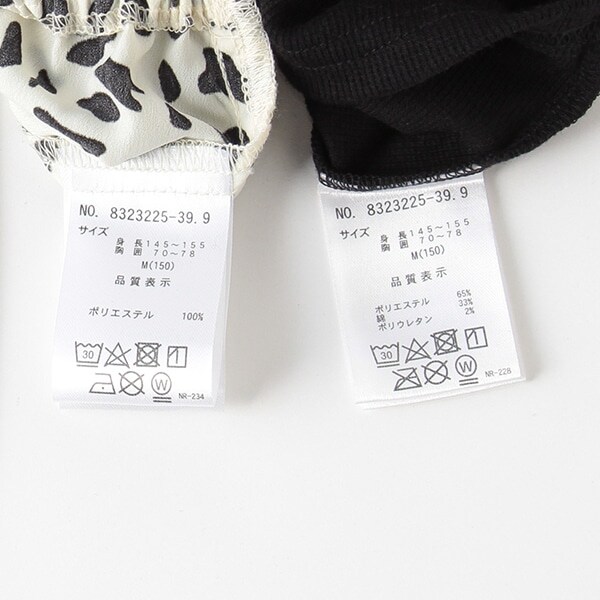 NO. 8323225-39.9
サイズ
身 長 145～155
胸 囲 70～78
M(150)
品質表示
ポリエステル 100%
30
W
NR-234
NO. 8323225-39.9
サイズ
身 長 145～155
胸 囲 70～78
M(150)
品質表示
ポリエステル 65%
綿 33%
ポリウレタン 2%
30
W
NR-228